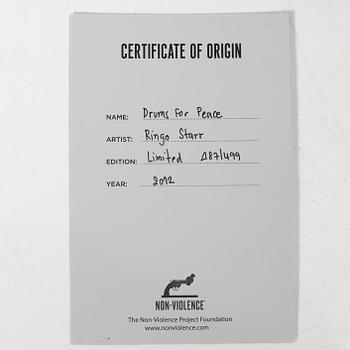 CERTIFICATE OF ORIGIN
NAME: Drums For Peace
ARTIST: Ringo Starr
EDITION: Limited 187/499
YEAR: 2012
NON-VIOLENCE
The Non-Violence Project Foundation
www.nonviolence.com